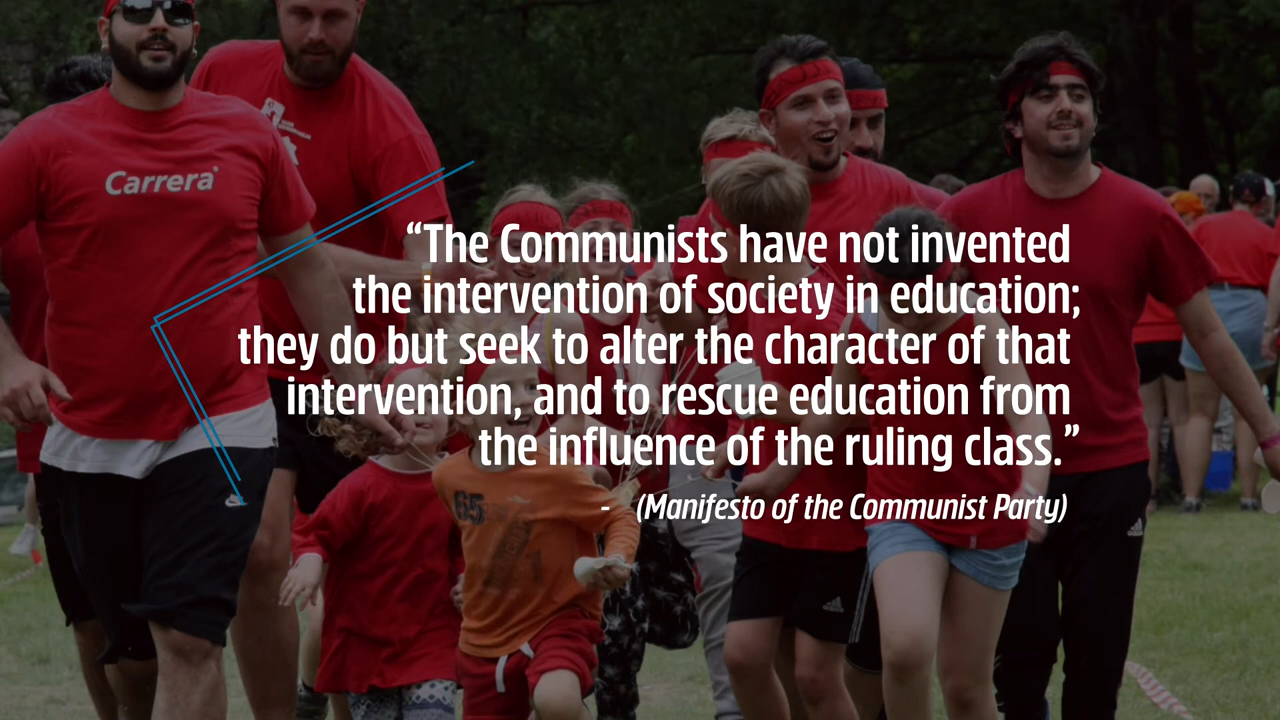 Carrera
“The Communists have not invented
the intervention of society in education;
they do but seek to alter the character of that
intervention, and to rescue education from
the influence of the ruling class.”
- (Manifesto of the Communist Party)
65
adidas